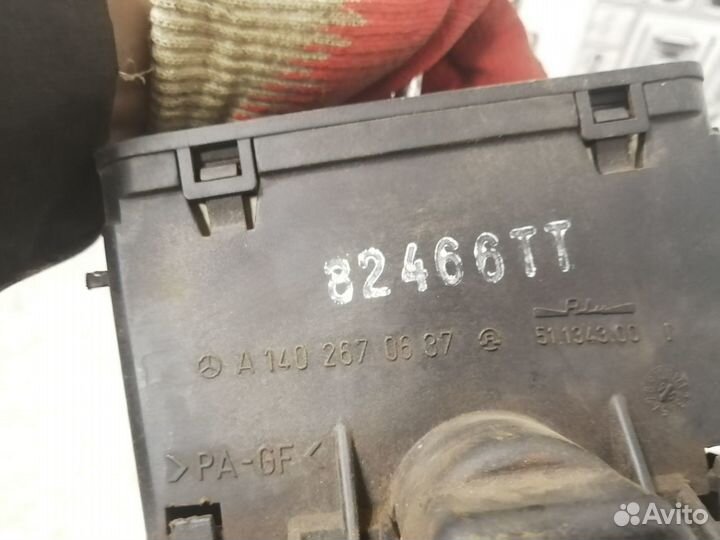 82466TT
A 140 267 06 37
51.1343.00
>PA-GF<
Avito